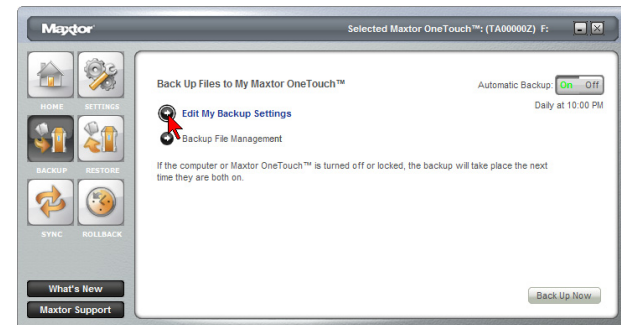 Maxtor
Selected Maxtor OneTouch™: (TA00000Z) F:
HOME SETTINGS
BACKUP RESTORE
SYNC ROLLBACK
What's New
Maxtor Support
Back Up Files to My Maxtor OneTouch™
Automatic Backup: On Off
Daily at 10:00 PM
Edit My Backup Settings
Backup File Management
If the computer or Maxtor OneTouch™ is turned off or locked, the backup will take place the next
time they are both on.
Back Up Now